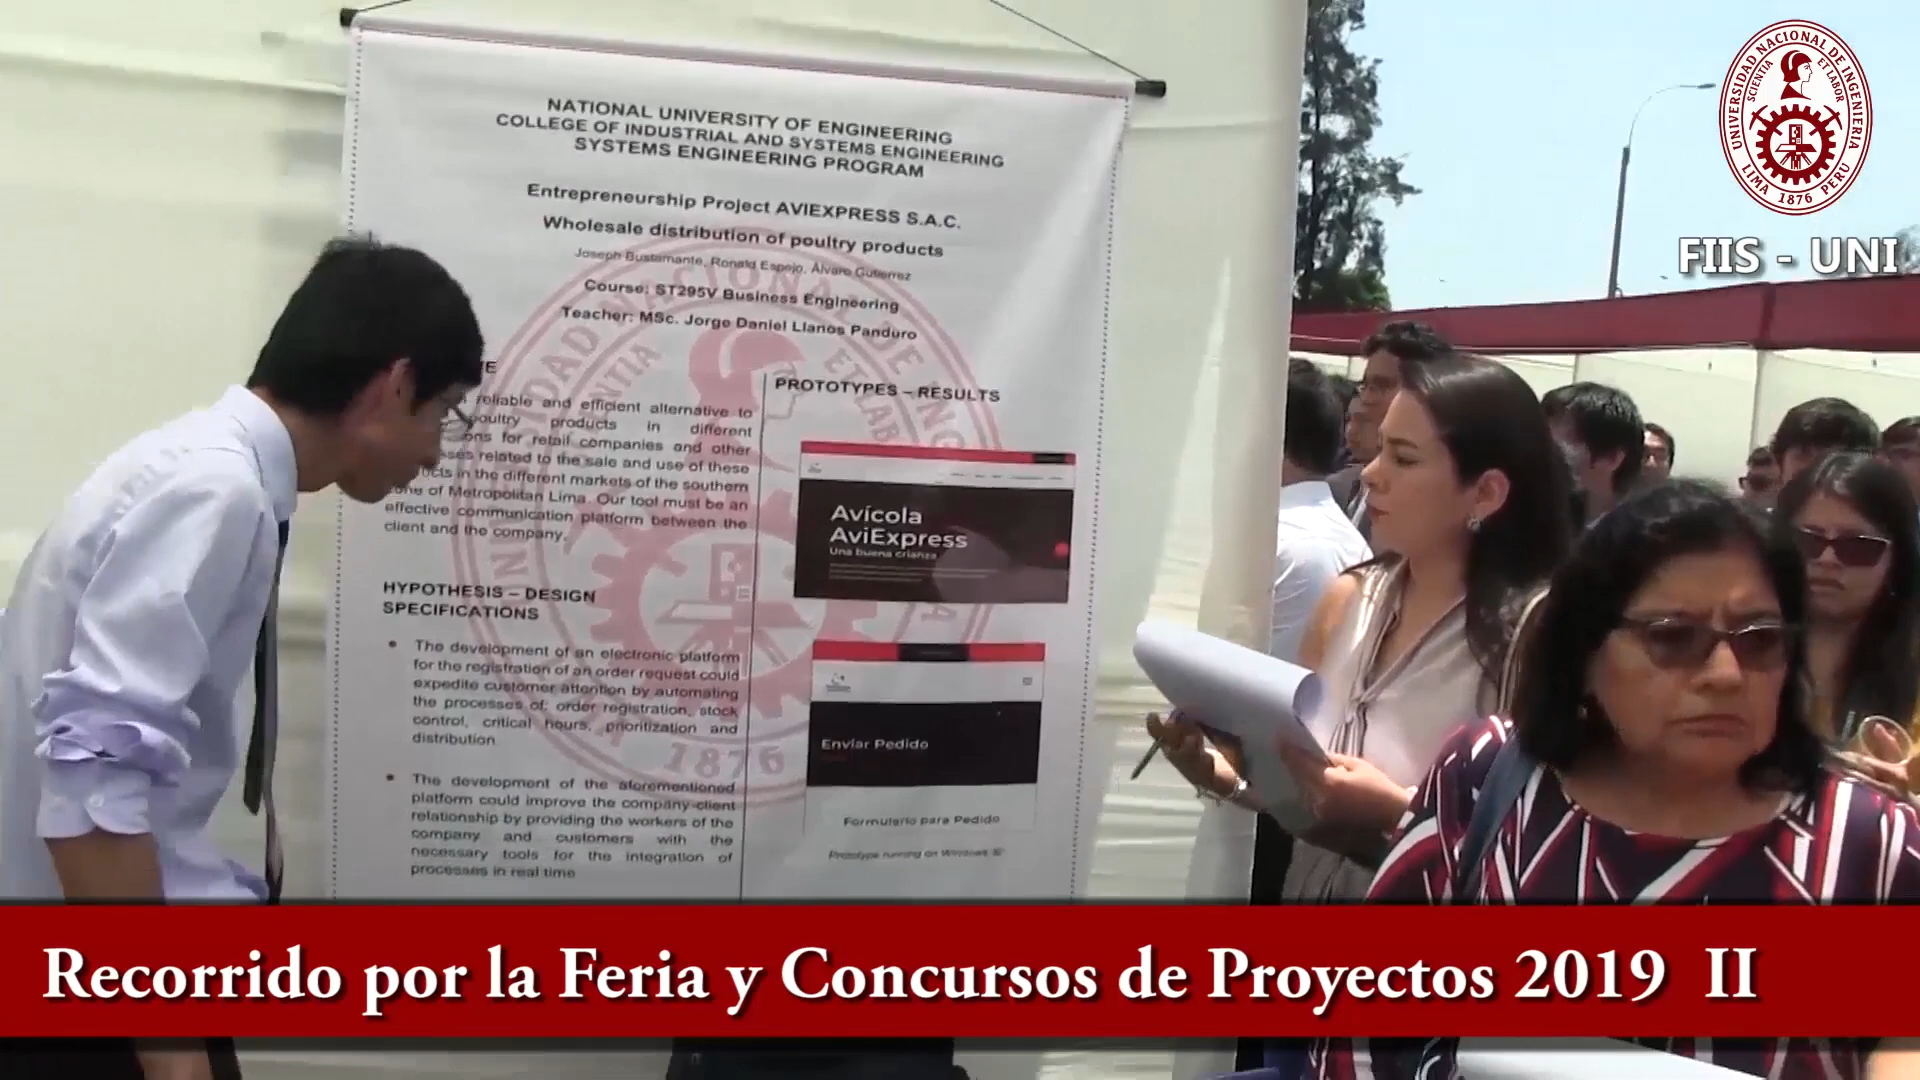 NATIONAL UNIVERSITY OF ENGINEERING
COLLEGE OF INDUSTRIAL AND SYSTEMS ENGINEERING
SYSTEMS ENGINEERING PROGRAM
Entrepreneurship Project AVIEXPRESS S.A.C.
Wholesale distribution of poultry products
Joseph Bustamante, Ronald Espejo, Álvaro Gutierrez
Course: ST295V Business Engineering
Teacher: MSc. Jorge Daniel Llanos Panduro
reliable and efficient alternative to
poultry products in different
for retail companies and other
related to the sale and use of these
in the different markets of the southern
of Metropolitan Lima. Our tool must be an
effective communication platform between the
client and the company.
HYPOTHESIS – DESIGN
SPECIFICATIONS
• The development of an electronic platform
for the registration of an order request could
expedite customer attention by automating
the processes of: order registration, stock
control, critical hours, prioritization and
distribution.
• The development of the aforementioned
platform could improve the company-client
relationship by providing the workers of the
company and customers with the
necessary tools for the integration of
processes in real time
PROTOTYPES – RESULTS
Avícola
AviExpress
Una buena crianza
Enviar Pedido
Formulario para Pedido
Prototype running on Windows 10
UNIVERSIDAD NACIONAL DE INGENIERIA
SCIENTIA ET LABOR
LIMA 1876 PERU
FIIS - UNI
Recorrido por la Feria y Concursos de Proyectos 2019 II